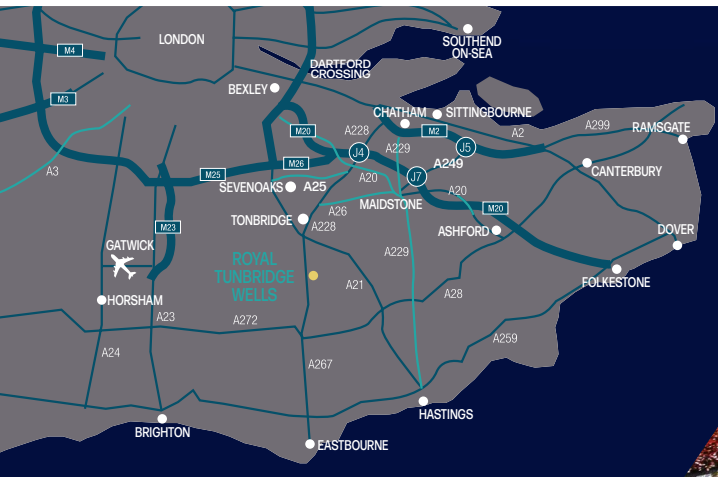 LONDON
SOUTHEND
ON-SEA
M4
DARTFORD
CROSSING
BEXLEY
M3
CHATHAM
SITTINGBOURNE
M20
A228
M2
A2
A299
RAMSGATE
A229
J4
J5
A249
M26
A3
M25
A20
J7
CANTERBURY
SEVENOAKS
A25
A20
MAIDSTONE
M20
A26
TONBRIDGE
A228
M23
ASHFORD
DOVER
GATWICK
A229
ROYAL
TUNBRIDGE
WELLS
A21
FOLKESTONE
A28
HORSHAM
A23
A272
A259
A24
A267
HASTINGS
BRIGHTON
EASTBOURNE